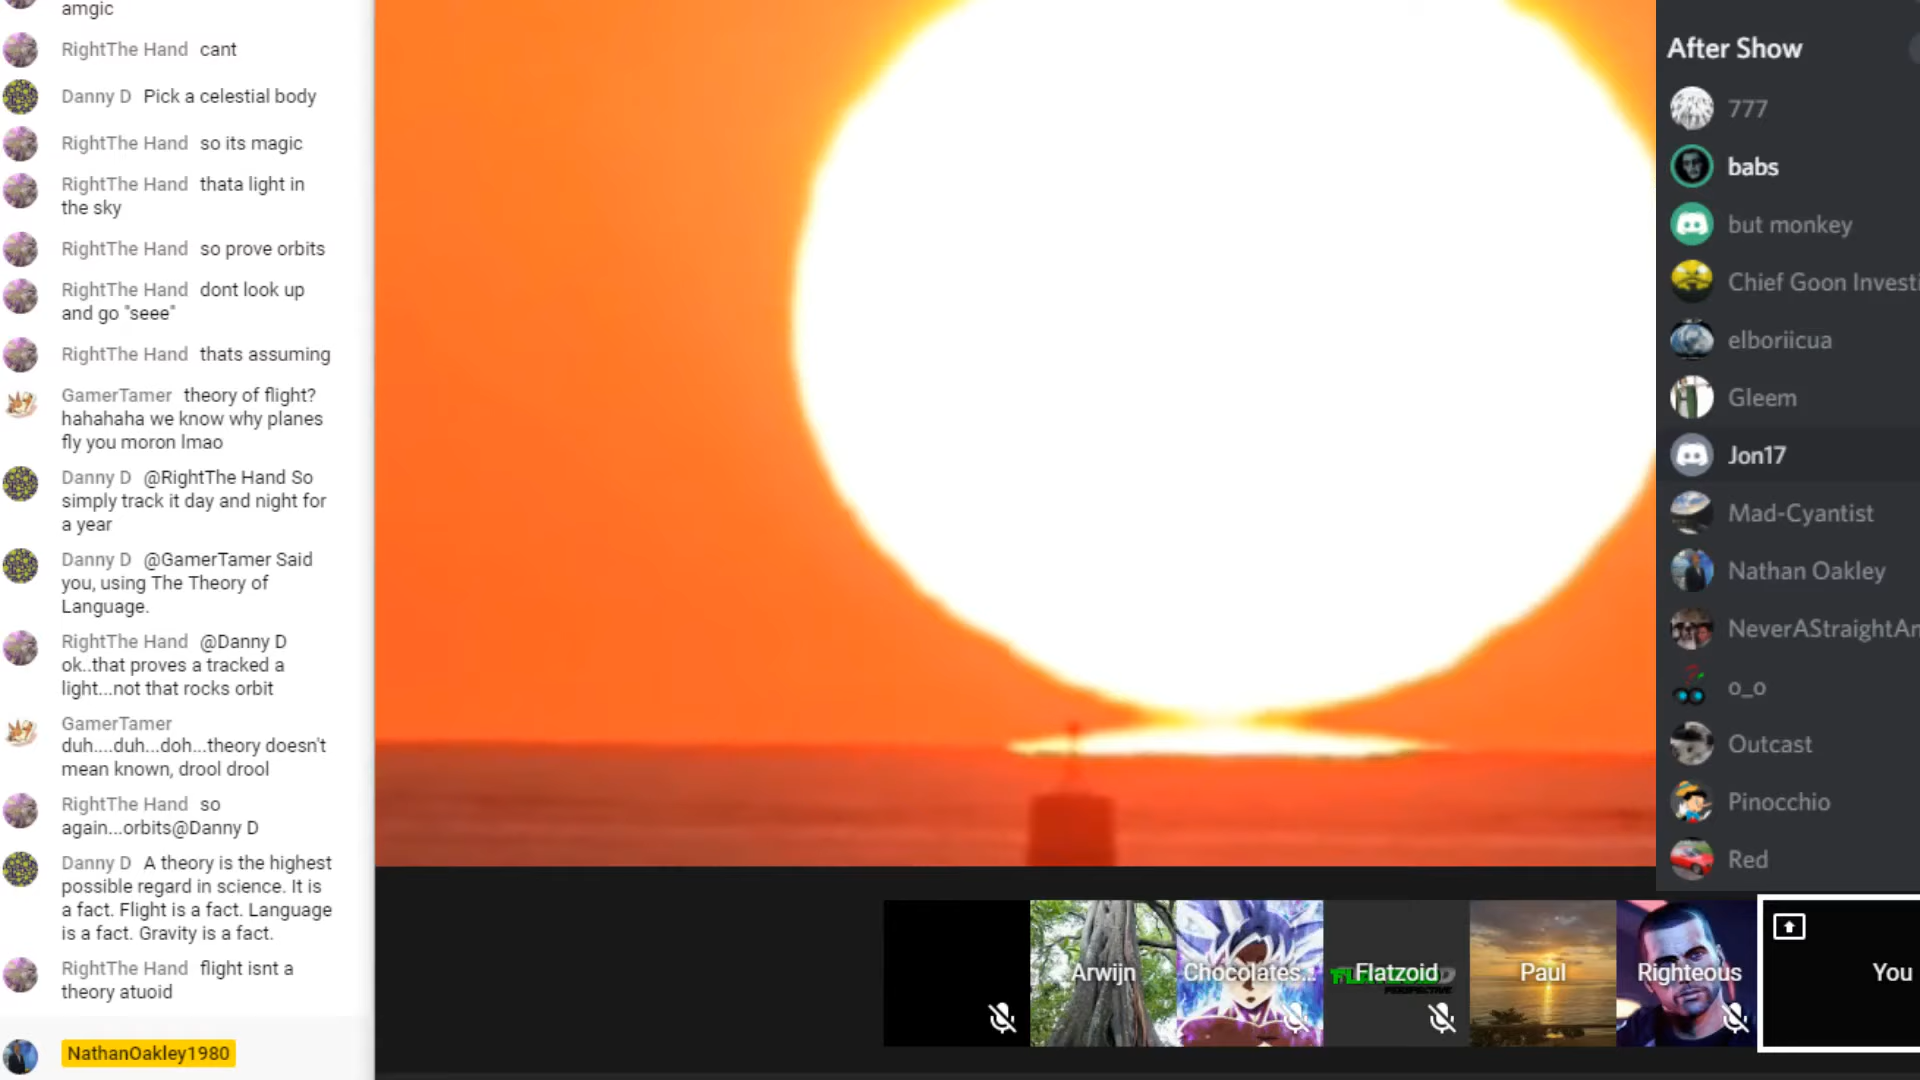 amgic
RightThe Hand cant
Danny D Pick a celestial body
RightThe Hand so its magic
RightThe Hand thata light in
the sky
RightThe Hand so prove orbits
RightThe Hand dont look up
and go "seee"
RightThe Hand thats assuming
GamerTamer theory of flight?
hahahaha we know why planes
fly you moron lmao
Danny D @RightThe Hand So
simply track it day and night for
a year
Danny D @GamerTamer Said
you, using The Theory of
Language.
RightThe Hand @Danny D
ok..that proves a tracked a
light...not that rocks orbit
GamerTamer
duh....duh...doh...theory doesn't
mean known, drool drool
RightThe Hand so
again...orbits@Danny D
Danny D A theory is the highest
possible regard in science. It is
a fact. Flight is a fact. Language
is a fact. Gravity is a fact.
RightThe Hand flight isnt a
theory atuoid
NathanOakley1980
After Show
777
babs
but monkey
Chief Goon Investi
elboriicua
Gleem
Jon17
Mad-Cyantist
Nathan Oakley
NeverAStraightAn
o_o
Outcast
Pinocchio
Red
Arwijn
Chocolates...
Flatzoid
PERSPECTIVE
Paul
Righteous
You